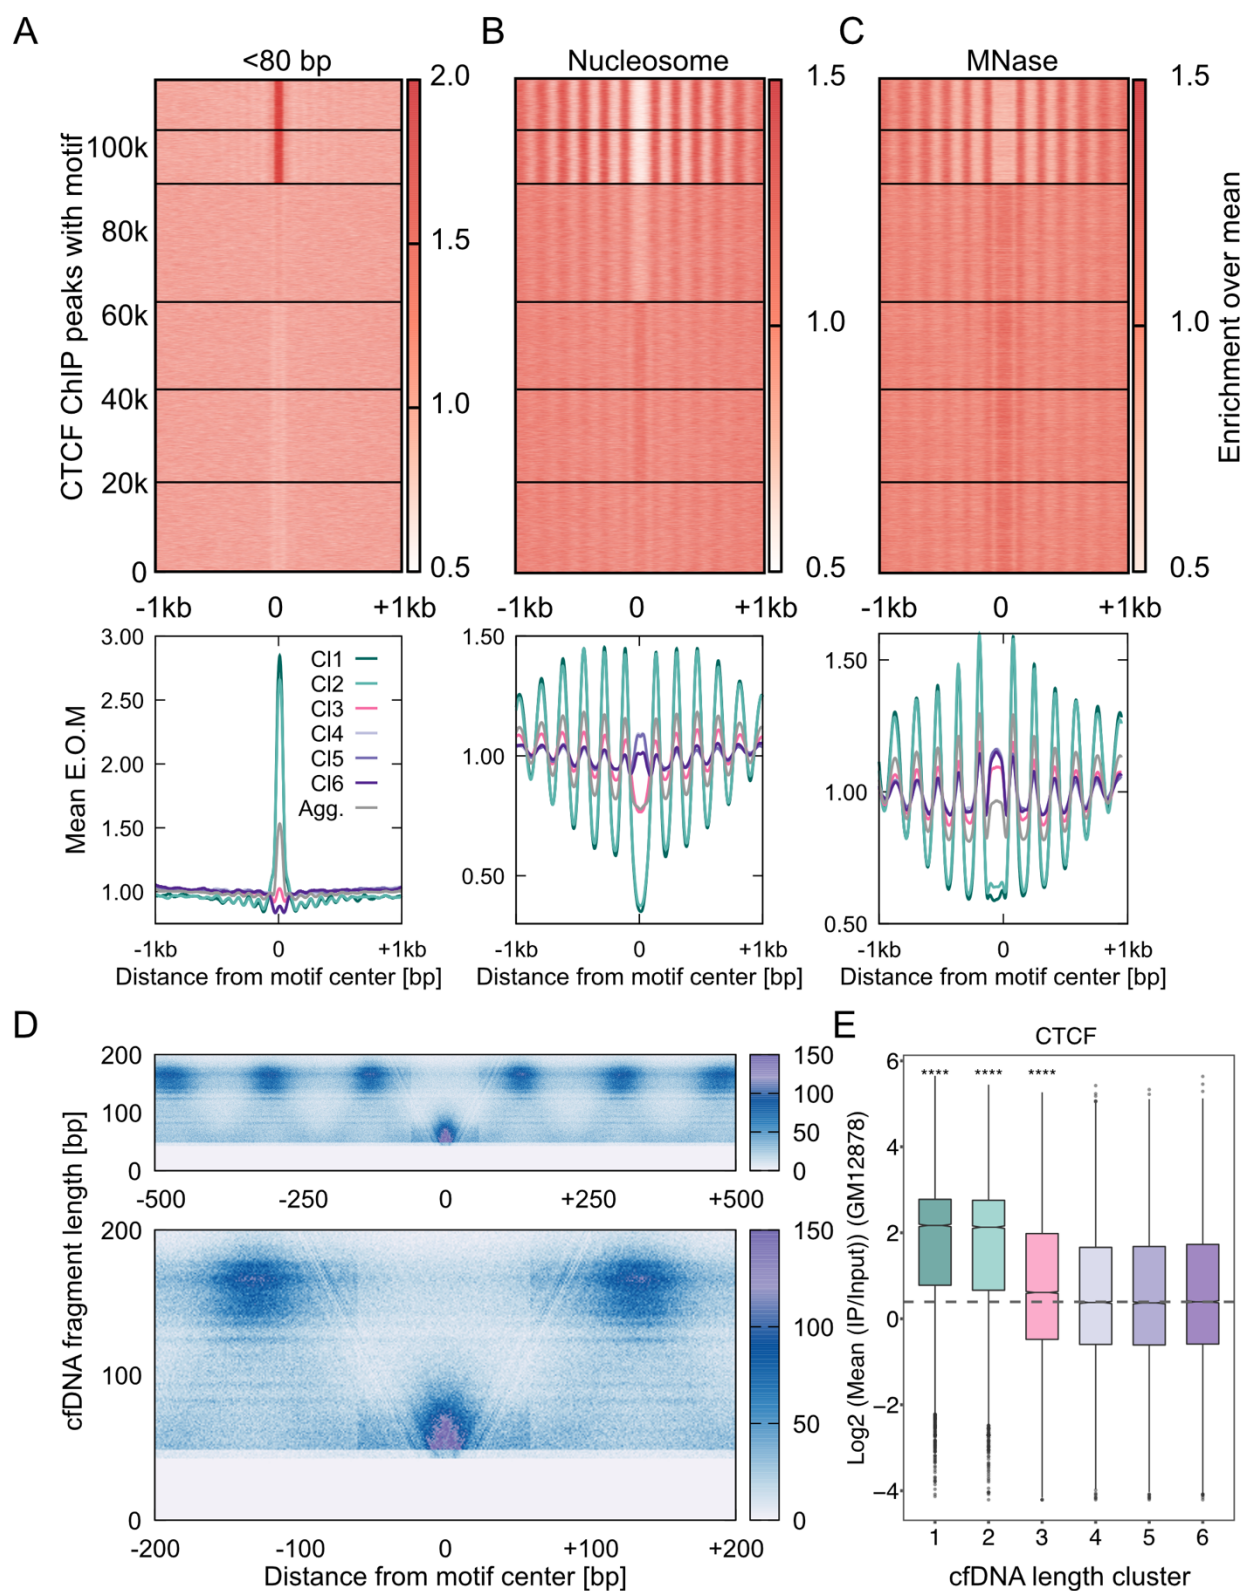 A
B
C
<80 bp
Nucleosome
MNase
CTCF ChIP peaks with motif
100k
80k
60k
40k
20k
0
2.0
1.5
1.0
0.5
1.5
1.0
0.5
1.5
1.0
0.5
Enrichment over mean
-1kb 0 +1kb
-1kb 0 +1kb
-1kb 0 +1kb
Mean E.O.M
3.00
2.50
2.00
1.50
1.00
Cl1
Cl2
Cl3
Cl4
Cl5
Cl6
Agg.
-1kb 0 +1kb
Distance from motif center [bp]
1.50
1.00
0.50
-1kb 0 +1kb
Distance from motif center [bp]
1.50
1.00
0.50
-1kb 0 +1kb
Distance from motif center [bp]
D
cfDNA fragment length [bp]
200
100
0
150
100
50
0
-500 -250 0 +250 +500
200
100
0
150
100
50
0
-200 -100 0 +100 +200
Distance from motif center [bp]
E
CTCF
Log2 (Mean (IP/Input)) (GM12878)
6
4
2
0
−2
−4
**** **** ****
1 2 3 4 5 6
cfDNA length cluster